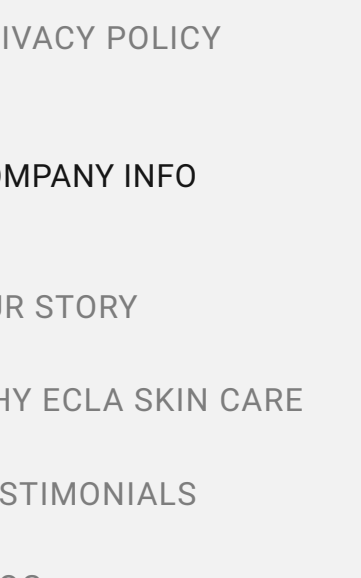 IVACY POLICY
OMPANY INFO
UR STORY
HY ECLA SKIN CARE
STIMONIALS